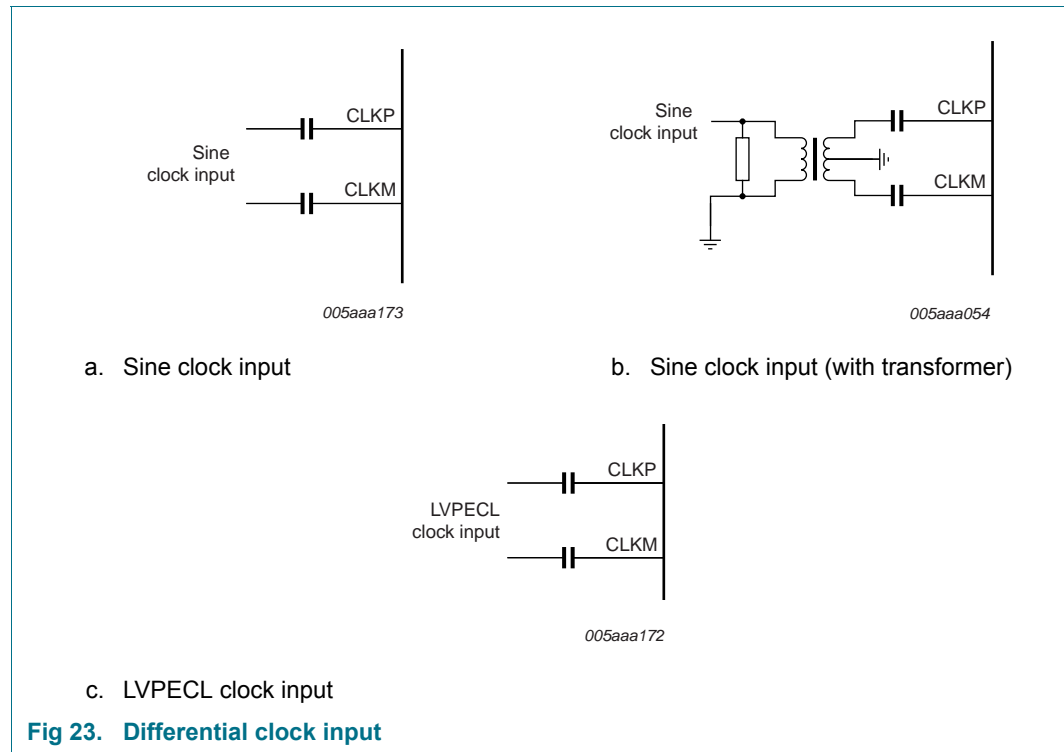 CLKP
Sine
clock input
CLKM
005aaa173
a. Sine clock input
Sine
clock input
CLKP
CLKM
005aaa054
b. Sine clock input (with transformer)
CLKP
LVPECL
clock input
CLKM
005aaa172
c. LVPECL clock input
Fig 23. Differential clock input